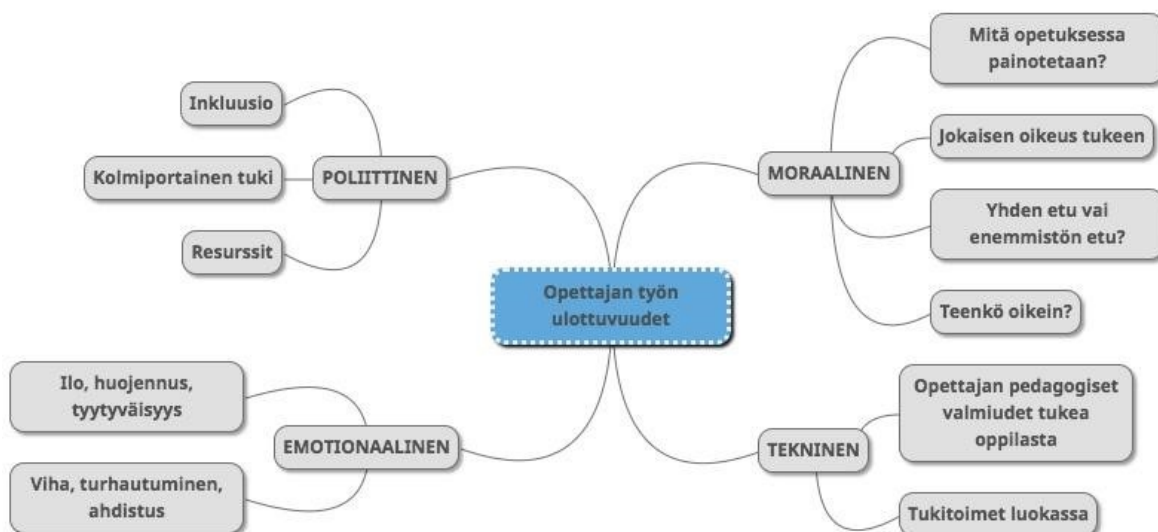 Opettajan työn
ulottuvuudet
POLIITTINEN
Inkluusio
Kolmiportainen tuki
Resurssit
MORAALINEN
Mitä opetuksessa
painotetaan?
Jokaisen oikeus tukeen
Yhden etu vai
enemmistön etu?
Teenkö oikein?
EMOTIONAALINEN
Ilo, huojennus,
tyytyväisyys
Viha, turhautuminen,
ahdistus
TEKNINEN
Opettajan pedagogiset
valmiudet tukea
oppilasta
Tukitoimet luokassa